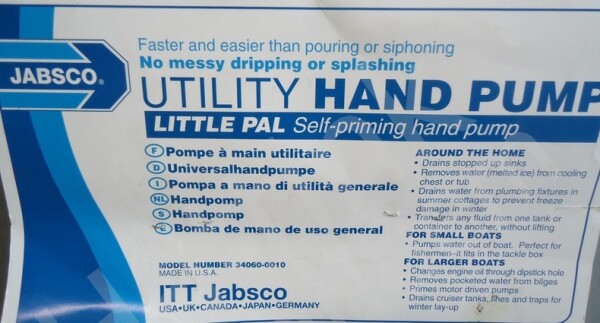 Faster and easier than pouring or siphoning
No messy dripping or splashing
JABSCO®
UTILITY HAND PUMP
LITTLE PAL Self-priming hand pump
F Pompe à main utilitaire
D Universalhandpumpe
I Pompa a mano di utilità generale
NL Handpomp
S Handpomp
E Bomba de mano de uso general
MODEL NUMBER 34060-0010
MADE IN U.S.A.
ITT Jabsco
USA•UK•CANADA•JAPAN•GERMANY
AROUND THE HOME
• Drains stopped up sinks
• Removes water (melted ice) from cooling
chest or tub
• Drains water from plumbing fixtures in
summer cottages to prevent freeze
damage in winter
• Transfers any fluid from one tank or
container to another, without lifting
FOR SMALL BOATS
• Pumps water out of boat. Perfect for
fishermen–it fits in the tackle box
FOR LARGER BOATS
• Changes engine oil through dipstick hole
• Removes pocketed water from bilges
• Primes motor driven pumps
• Drains cruiser tanks, lines and traps for
winter lay-up